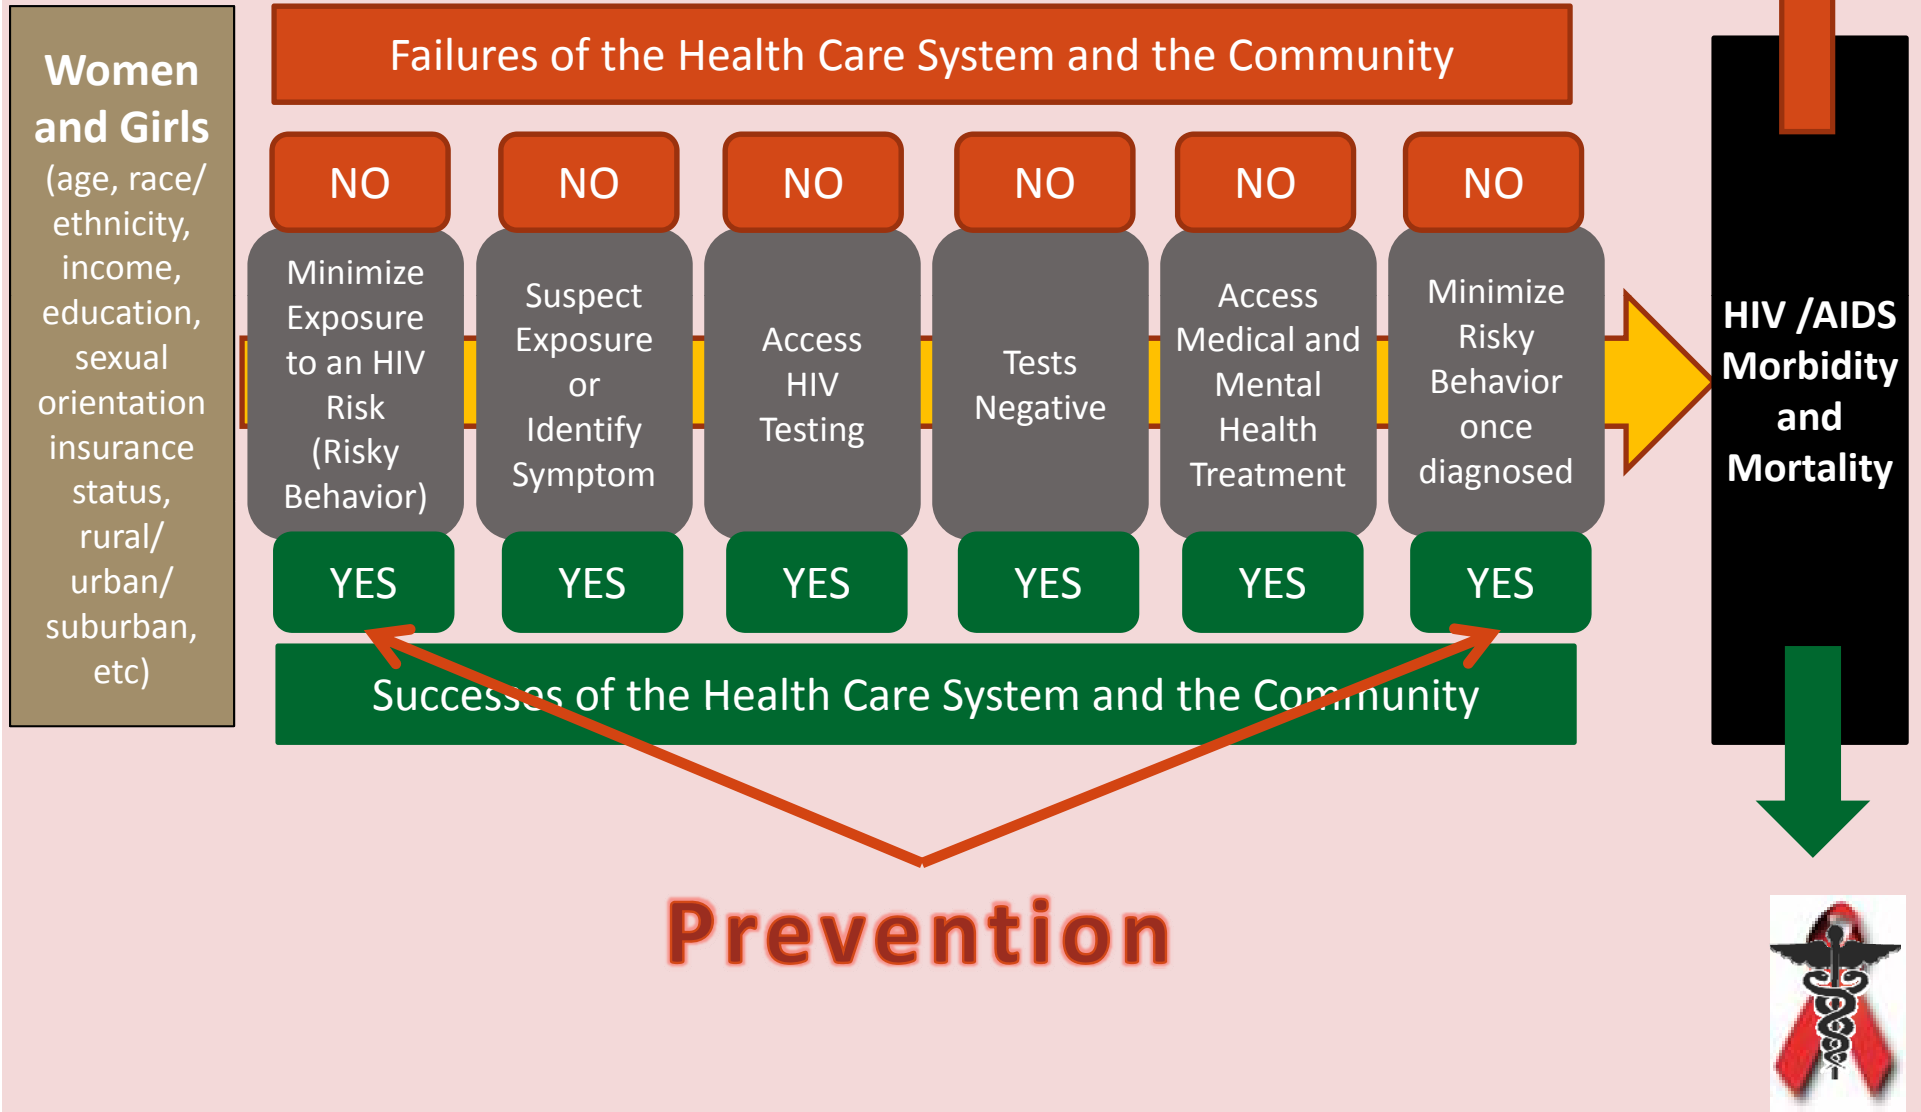 Women
and Girls
(age, race/
ethnicity,
income,
education,
sexual
orientation
insurance
status,
rural/
urban/
suburban,
etc)
Failures of the Health Care System and the Community
NO
NO
NO
NO
NO
NO
Minimize
Exposure
to an HIV
Risk
(Risky
Behavior)
Suspect
Exposure
or
Identify
Symptom
Access
HIV
Testing
Tests
Negative
Access
Medical and
Mental
Health
Treatment
Minimize
Risky
Behavior
once
diagnosed
YES
YES
YES
YES
YES
YES
Successes of the Health Care System and the Community
HIV /AIDS
Morbidity
and
Mortality
Prevention